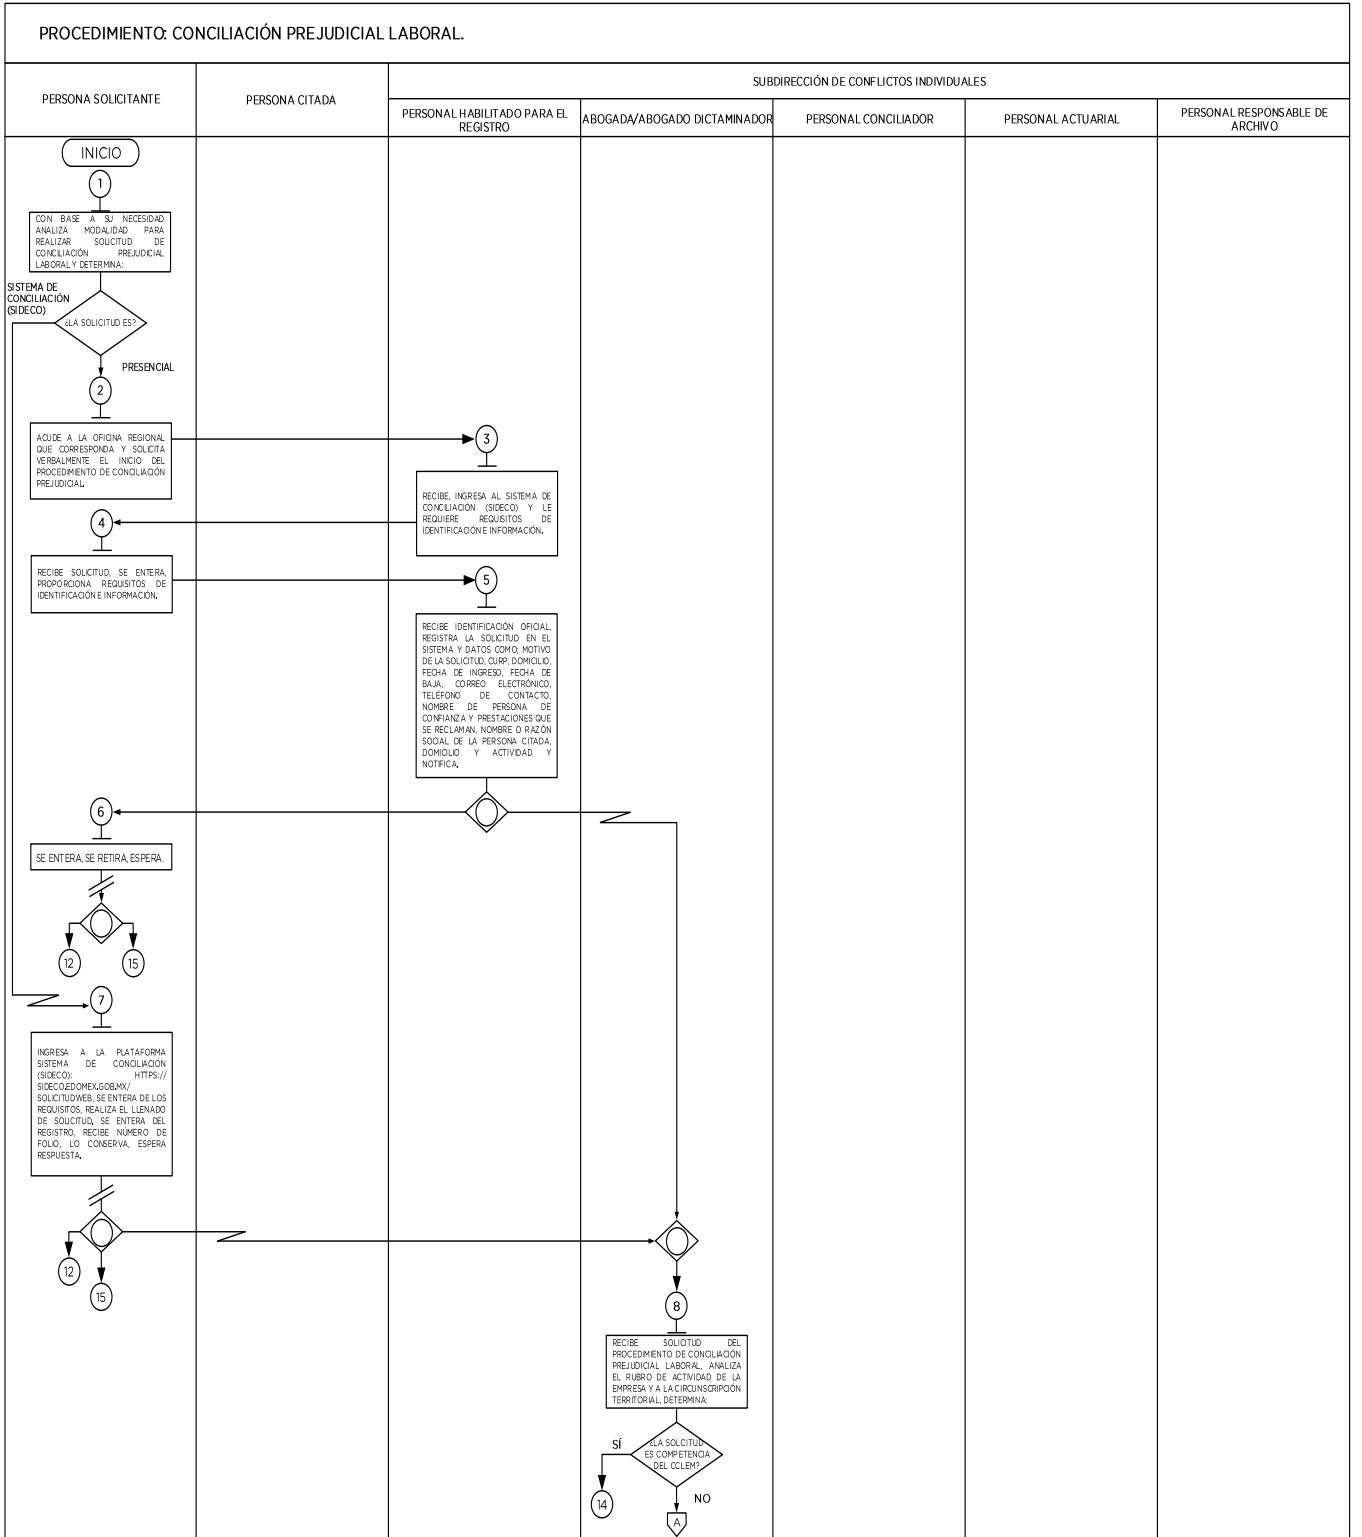 PROCEDIMIENTO: CONCILIACIÓN PREJUDICIAL LABORAL.
PERSONA SOLICITANTE
PERSONA CITADA
SUBDIRECCIÓN DE CONFLICTOS INDIVIDUALES
PERSONAL HABILITADO PARA EL
REGISTRO
ABOGADA/ABOGADO DICTAMINADOR
PERSONAL CONCILIADOR
PERSONAL ACTUARIAL
PERSONAL RESPONSABLE DE
ARCHIVO
INICIO
1
CON BASE A SU NECESIDAD
ANALIZA MODALIDAD PARA
REALIZAR SOLICITUD DE
CONCILIACIÓN PREJUDICIAL
LABORAL Y DETERMINA:
SISTEMA DE
CONCILIACIÓN
(SIDECO)
¿LA SOLICITUD ES?
PRESENCIAL
2
ACUDE A LA OFICINA REGIONAL
QUE CORRESPONDA Y SOLICITA
VERBALMENTE EL INICIO DEL
PROCEDIMIENTO DE CONCILIACIÓN
PREJUDICIAL.
3
RECIBE, INGRESA AL SISTEMA DE
CONCILIACIÓN (SIDECO) Y LE
REQUIERE REQUISITOS DE
IDENTIFICACIÓN E INFORMACIÓN.
4
RECIBE SOLICITUD, SE ENTERA,
PROPORCIONA REQUISITOS DE
IDENTIFICACIÓN E INFORMACIÓN.
5
RECIBE IDENTIFICACIÓN OFICIAL,
REGISTRA LA SOLICITUD EN EL
SISTEMA Y DATOS COMO; MOTIVO
DE LA SOLICITUD, CURP, DOMICILIO,
FECHA DE INGRESO, FECHA DE
BAJA, CORREO ELECTRÓNICO,
TELÉFONO DE CONTACTO,
NOMBRE DE PERSONA DE
CONFIANZA Y PRESTACIONES QUE
SE RECLAMAN, NOMBRE O RAZÓN
SOCIAL DE LA PERSONA CITADA,
DOMICILIO Y ACTIVIDAD Y
NOTIFICA.
6
SE ENTERA, SE RETIRA, ESPERA.
12
15
7
INGRESA A LA PLATAFORMA
SISTEMA DE CONCILIACIÓN
(SIDECO): HTTPS://
SIDECO.EDOMEX.GOB.MX/
SOLICITUDWEB, SE ENTERA DE LOS
REQUISITOS, REALIZA EL LLENADO
DE SOLICITUD, SE ENTERA DEL
REGISTRO, RECIBE NÚMERO DE
FOLIO, LO CONSERVA, ESPERA
RESPUESTA.
12
15
8
RECIBE SOLICITUD DEL
PROCEDIMIENTO DE CONCILIACIÓN
PREJUDICIAL LABORAL, ANALIZA
EL RUBRO DE ACTIVIDAD DE LA
EMPRESA Y A LA CIRCUNSCRIPCIÓN
TERRITORIAL, DETERMINA:
SÍ
¿LA SOLCITUD
ES COMPETENCIA
DEL CCLEM?
14
NO
A